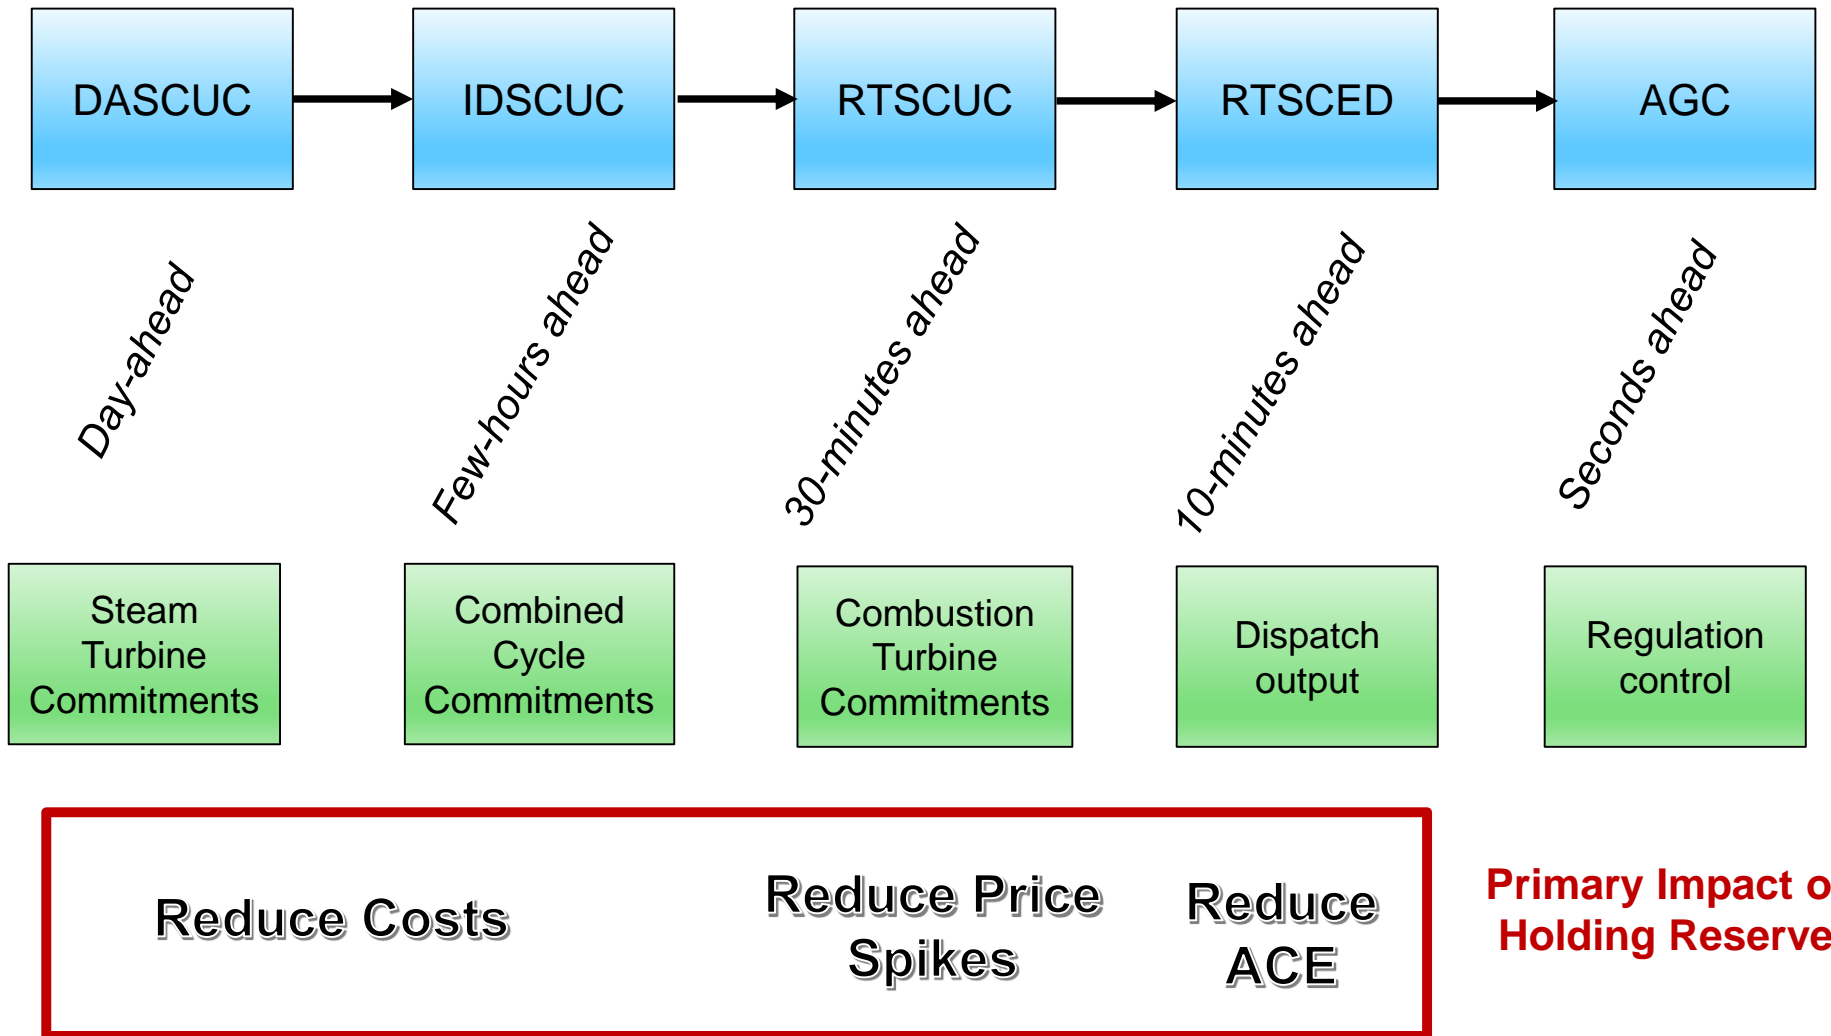 DASCUC
IDSCUC
RTSCUC
RTSCED
AGC
Day-ahead
Few-hours ahead
30-minutes ahead
10-minutes ahead
Seconds ahead
Steam
Turbine
Commitments
Combined
Cycle
Commitments
Combustion
Turbine
Commitments
Dispatch
output
Regulation
control
Reduce Costs
Reduce Price
Spikes
Reduce
ACE
Primary Impact o
Holding Reserve